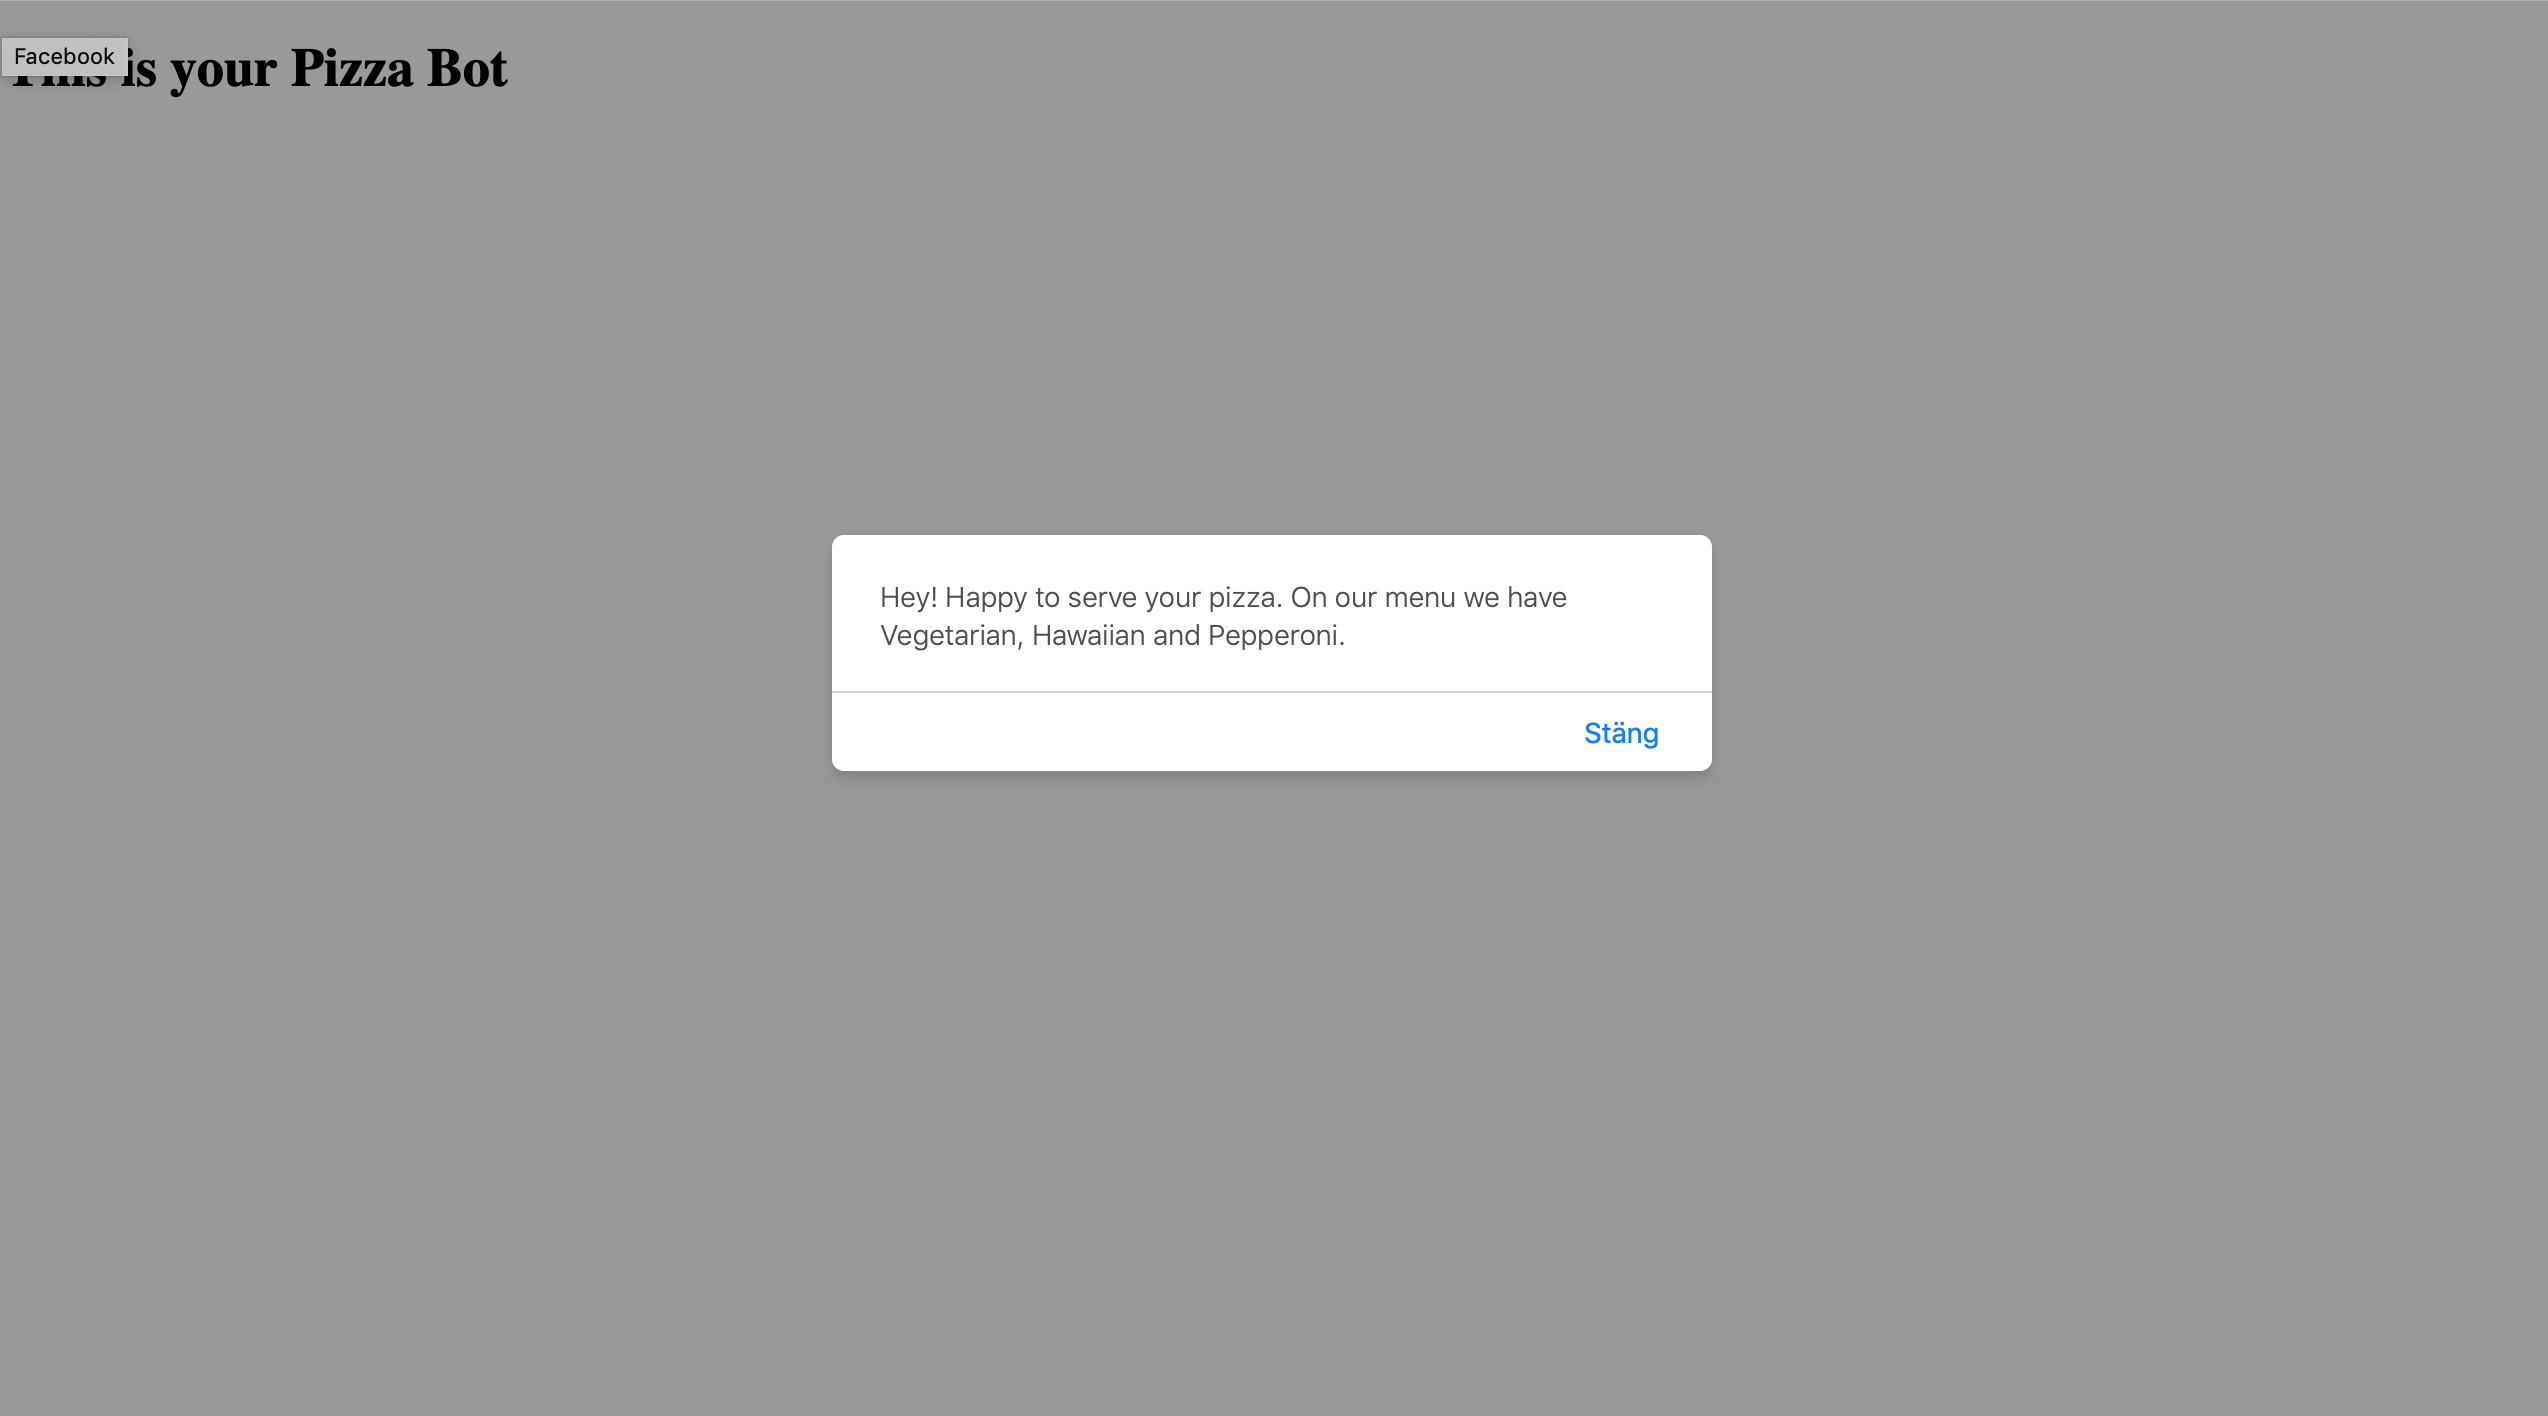 Facebook
This is your Pizza Bot
Hey! Happy to serve your pizza. On our menu we have
Vegetarian, Hawaiian and Pepperoni.
Stäng